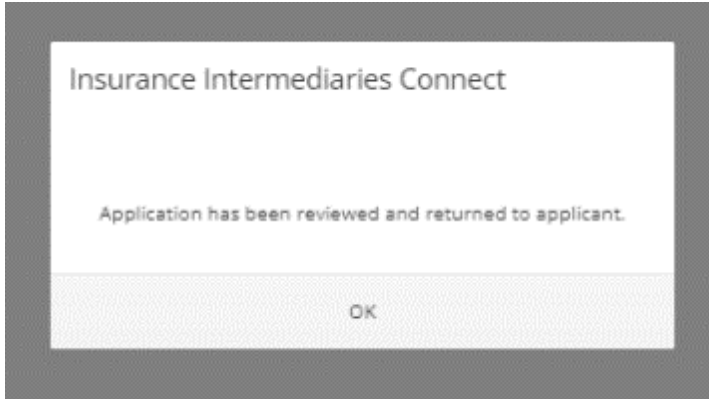 Insurance Intermediaries Connect
Application has been reviewed and returned to applicant.
OK